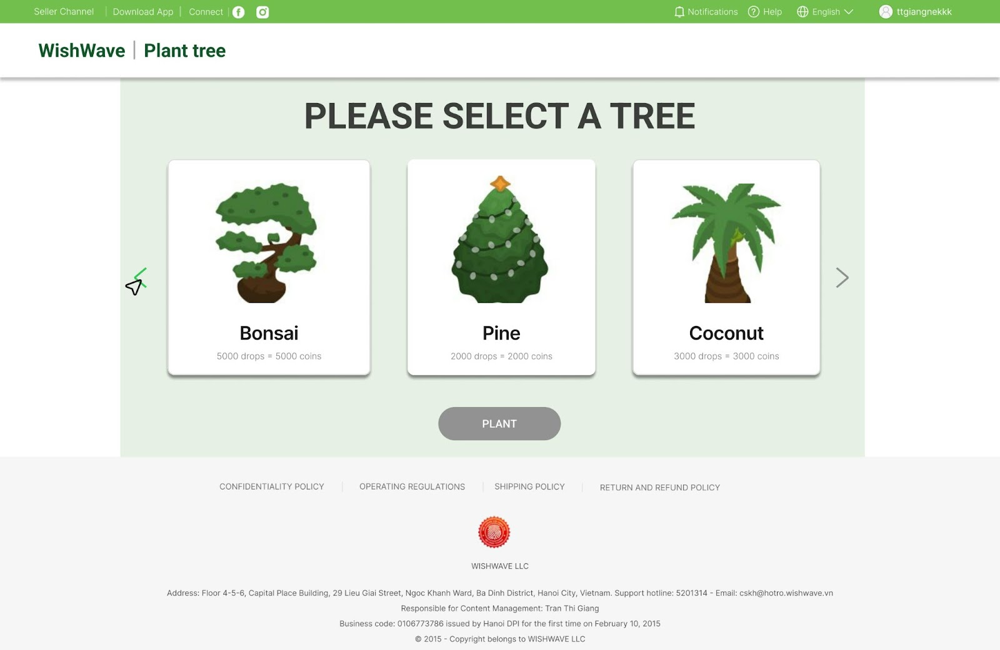 Seller Channel | Download App | Connect | Notifications Help English ttgiangnekkk
WishWave | Plant tree
PLEASE SELECT A TREE
Bonsai Pine Coconut
5000 drops = 5000 coins 2000 drops = 2000 coins 3000 drops = 3000 coins
PLANT
CONFIDENTIALITY POLICY | OPERATING REGULATIONS | SHIPPING POLICY | RETURN AND REFUND POLICY
WISHWAVE LLC
Address: Floor 4-5-6, Capital Place Building, 29 Lieu Giai Street, Ngoc Khanh Ward, Ba Dinh District, Hanoi City, Vietnam. Support hotline: 5201314 - Email: cskh@hotro.wishwave.vn
Responsible for Content Management: Tran Thi Giang
Business code: 0106773786 issued by Hanoi DPI for the first time on February 10, 2015
© 2015 - Copyright belongs to WISHWAVE LLC